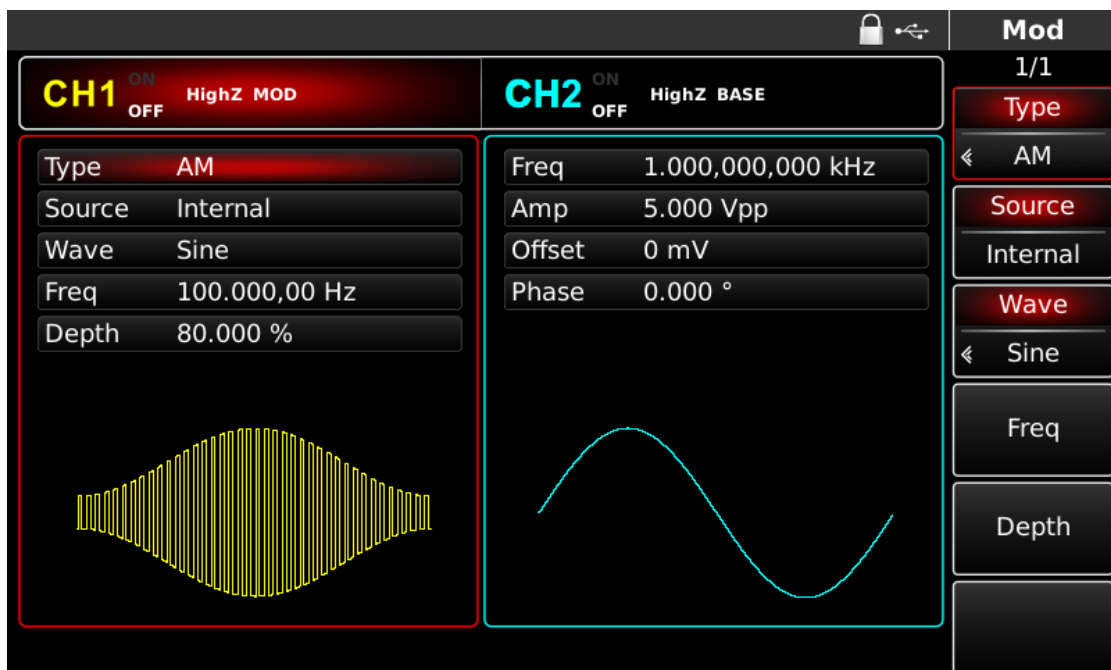 Mod
1/1
CH1 ON OFF HighZ MOD
CH2 ON OFF HighZ BASE
Type AM
Source Internal
Wave Sine
Freq 100.000,00 Hz
Depth 80.000 %
Freq 1.000,000,000 kHz
Amp 5.000 Vpp
Offset 0 mV
Phase 0.000 °
Type
AM
Source
Internal
Wave
Sine
Freq
Depth